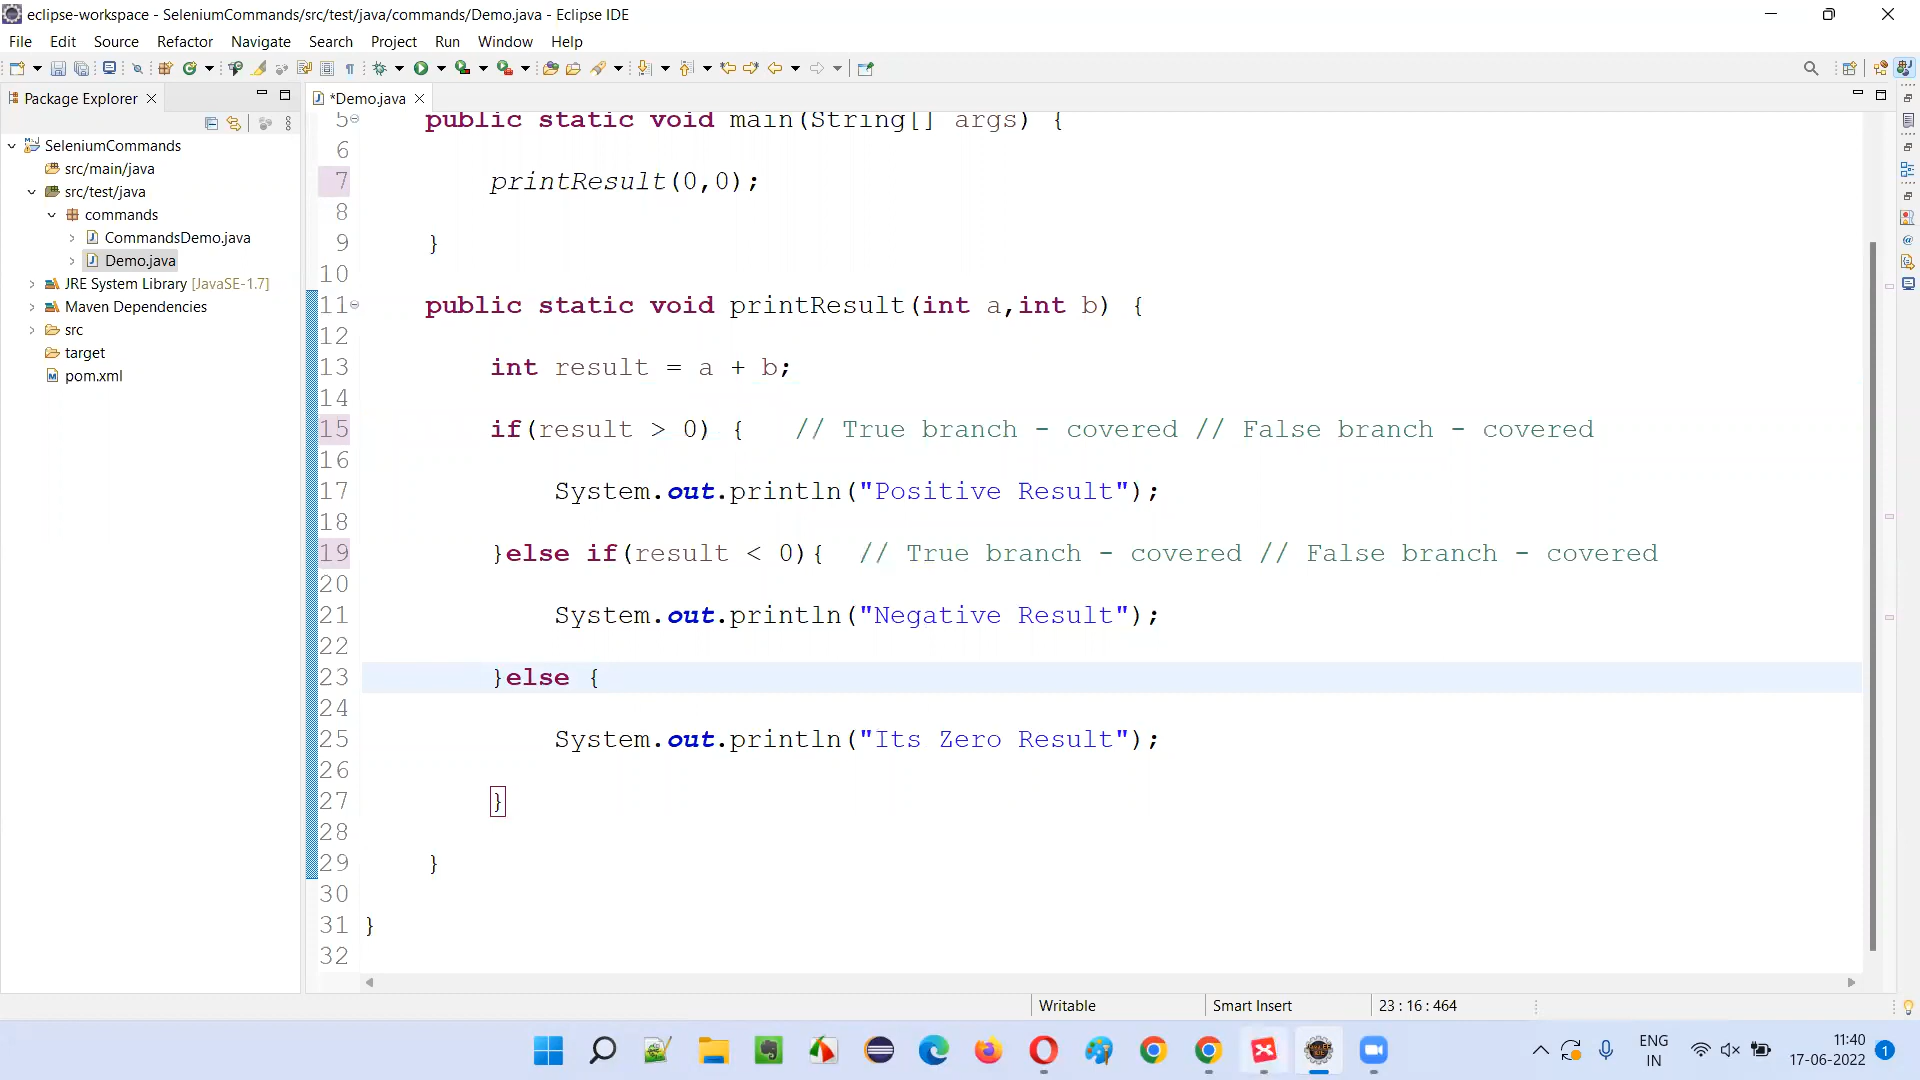 eclipse-workspace - SeleniumCommands/src/test/java/commands/Demo.java - Eclipse IDE
File Edit Source Refactor Navigate Search Project Run Window Help
Package Explorer
*Demo.java
SeleniumCommands
src/main/java
src/test/java
commands
CommandsDemo.java
Demo.java
JRE System Library [JavaSE-1.7]
Maven Dependencies
src
target
pom.xml
5 public static void main(String[] args) {
6
7 printResult(0,0);
8
9 }
10
11 public static void printResult(int a,int b) {
12
13 int result = a + b;
14
15 if(result > 0) { // True branch - covered // False branch - covered
16
17 System.out.println("Positive Result");
18
19 }else if(result < 0){ // True branch - covered // False branch - covered
20
21 System.out.println("Negative Result");
22
23 }else {
24
25 System.out.println("Its Zero Result");
26
27 }
28
29 }
30
31 }
32
Writable Smart Insert 23 : 16 : 464
ENG
IN
11:40
17-06-2022
1